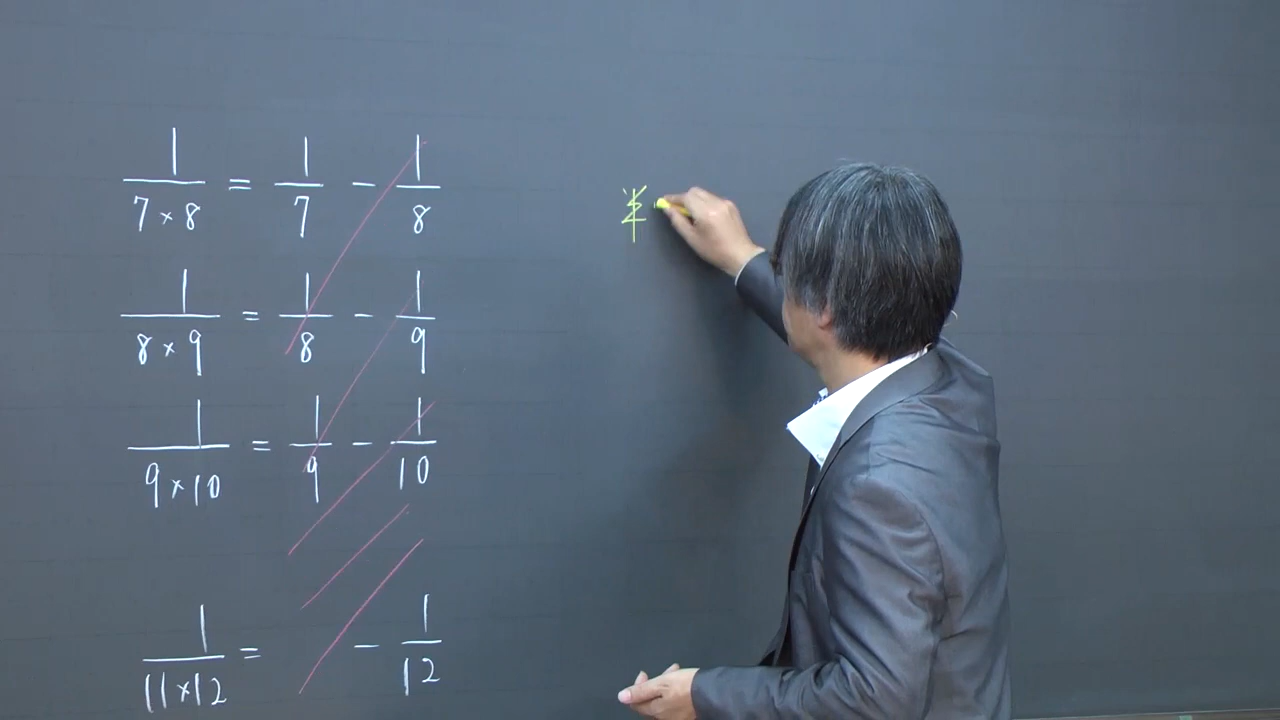 1/(7×8) = 1/7 - 1/8
1/(8×9) = 1/8 - 1/9
1/(9×10) = 1/9 - 1/10
1/(11×12) = - 1/12